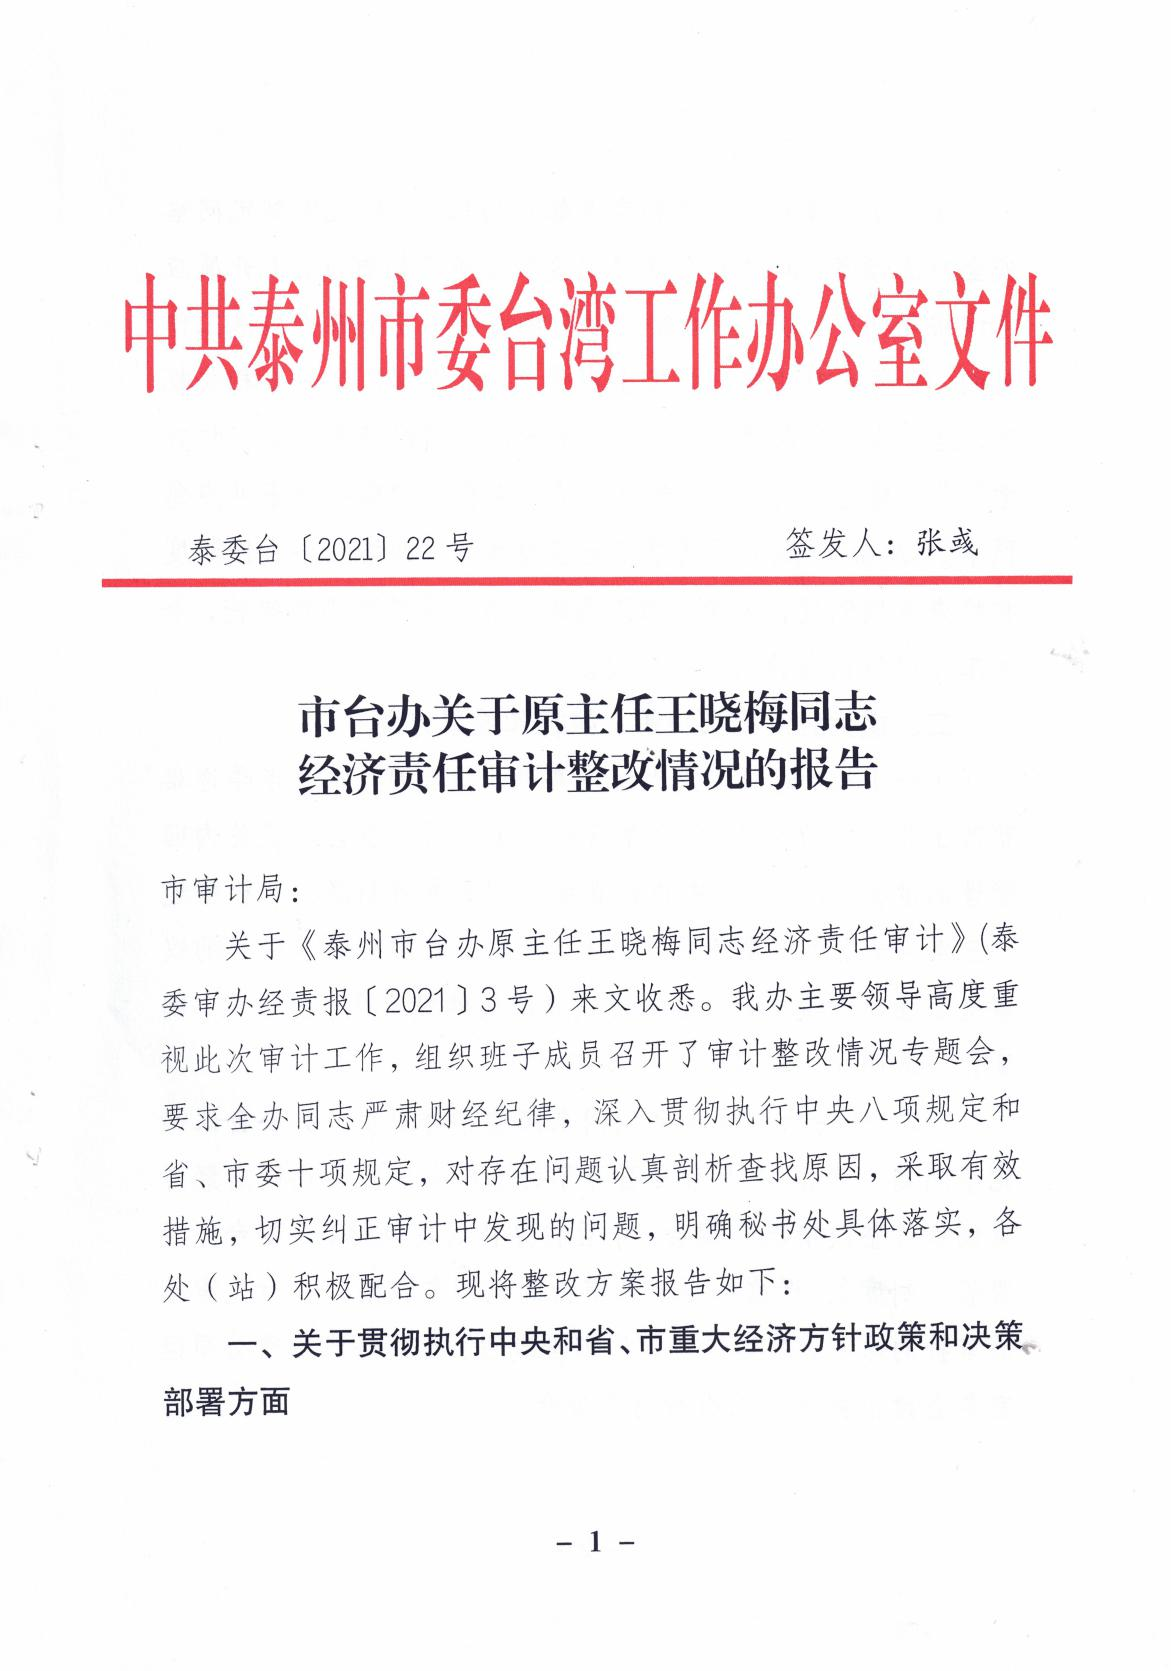 中共泰州市委台湾工作办公室文件
泰委台〔2021〕22号
签发人：张彧
市台办关于原主任王晓梅同志
经济责任审计整改情况的报告
市审计局：
关于《泰州市台办原主任王晓梅同志经济责任审计》(泰
委审办经责报〔2021〕3号）来文收悉。我办主要领导高度重
视此次审计工作，组织班子成员召开了审计整改情况专题会，
要求全办同志严肃财经纪律，深入贯彻执行中央八项规定和
省、市委十项规定，对存在问题认真剖析查找原因，采取有效
措施，切实纠正审计中发现的问题，明确秘书处具体落实，各
处（站）积极配合。现将整改方案报告如下：
一、关于贯彻执行中央和省、市重大经济方针政策和决策
部署方面
- 1 -